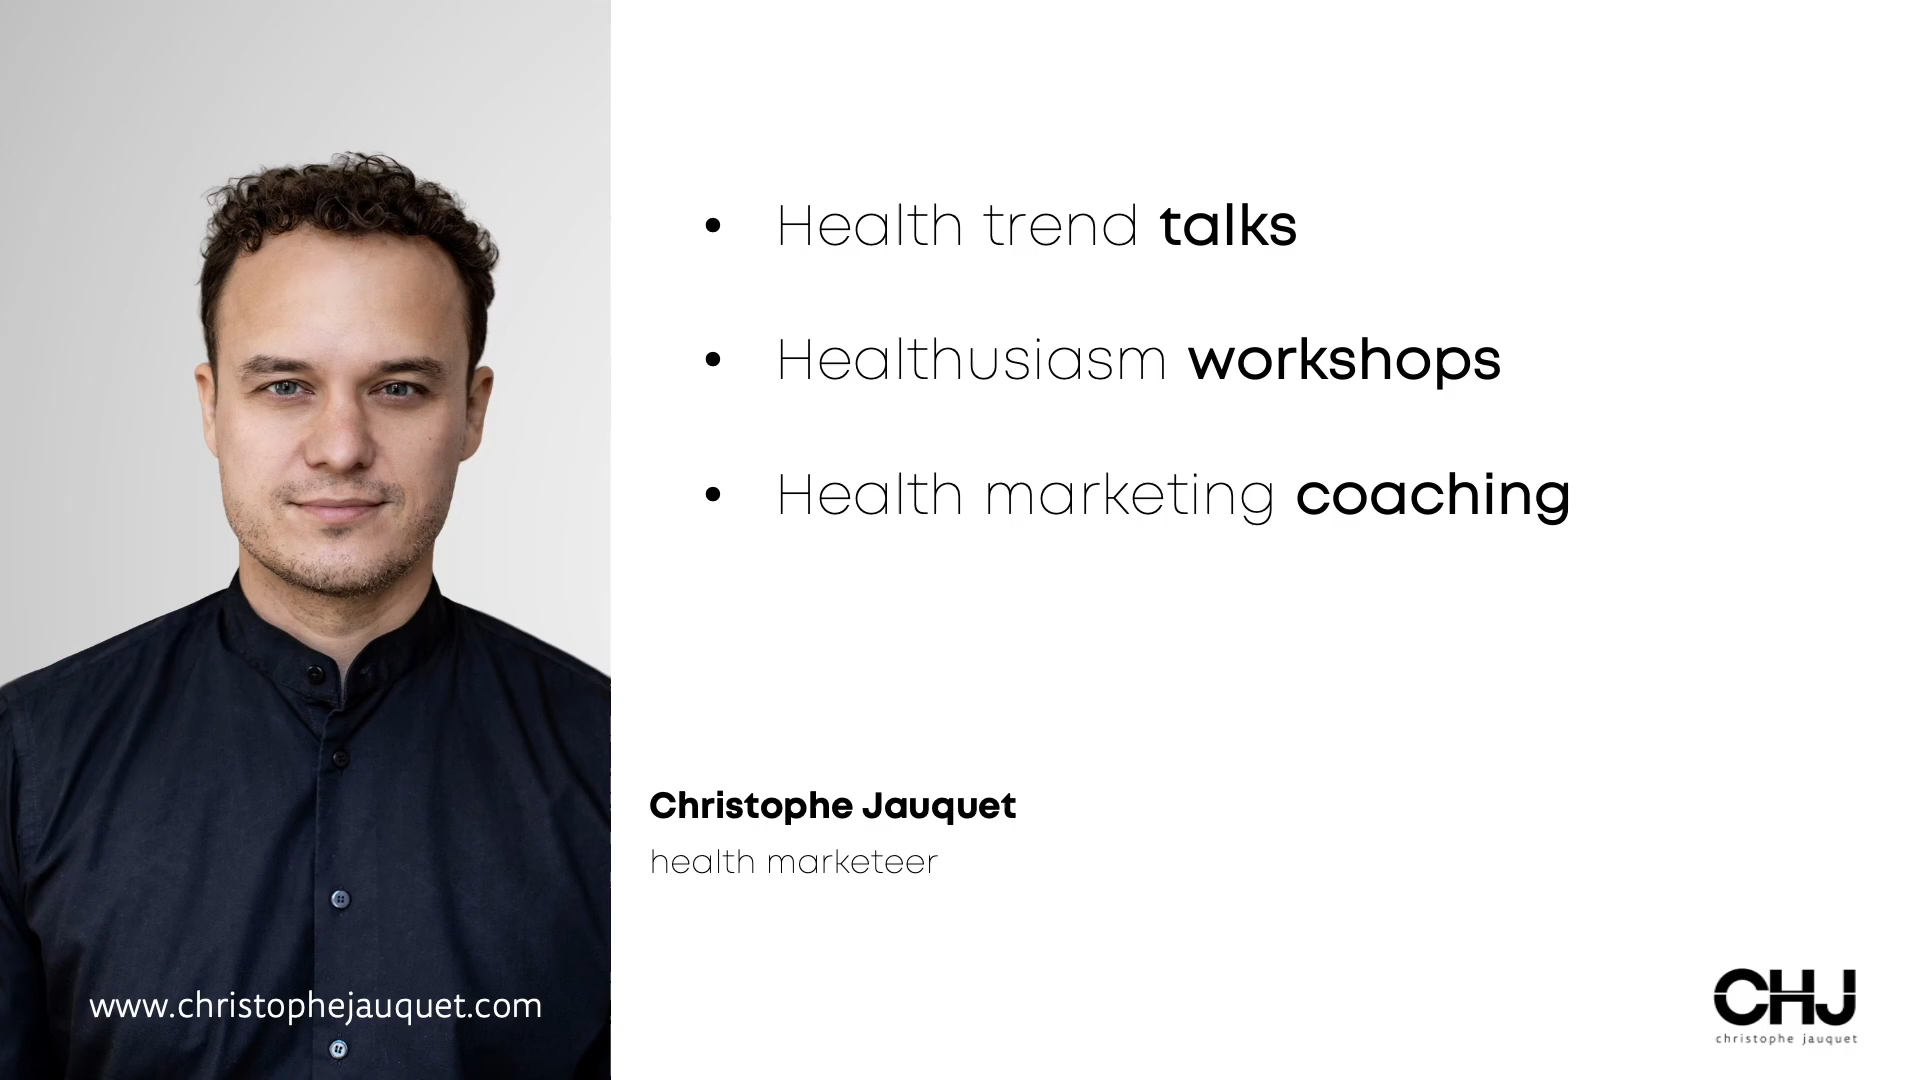 • Health trend talks
• Healthusiasm workshops
• Health marketing coaching
Christophe Jauquet
health marketeer
www.christophejauquet.com
CHJ
christophe jauquet